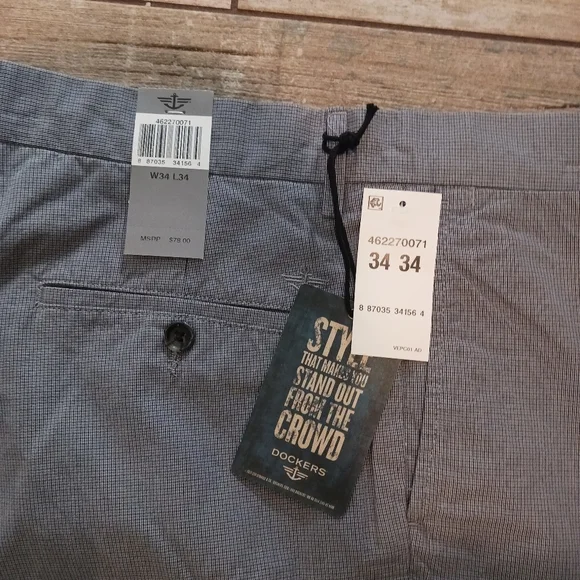 462270071
8 87035 34156 4
W34 L34
MSRP $78.00
462270071
34 34
8 87035 34156 4
STYLE
THAT MAKES YOU
STAND OUT
FROM THE
CROWD
DOCKERS